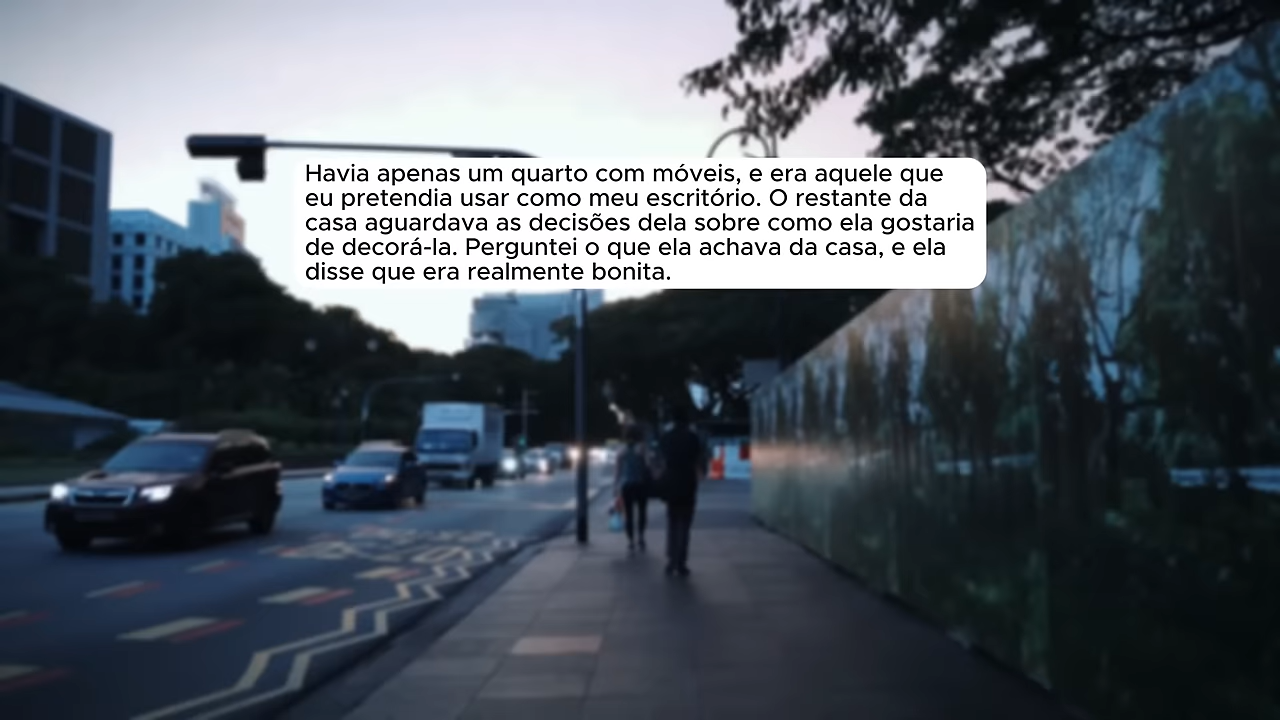 Havia apenas um quarto com móveis, e era aquele que
eu pretendia usar como meu escritório. O restante da
casa aguardava as decisões dela sobre como ela gostaria
de decorá-la. Perguntei o que ela achava da casa, e ela
disse que era realmente bonita.